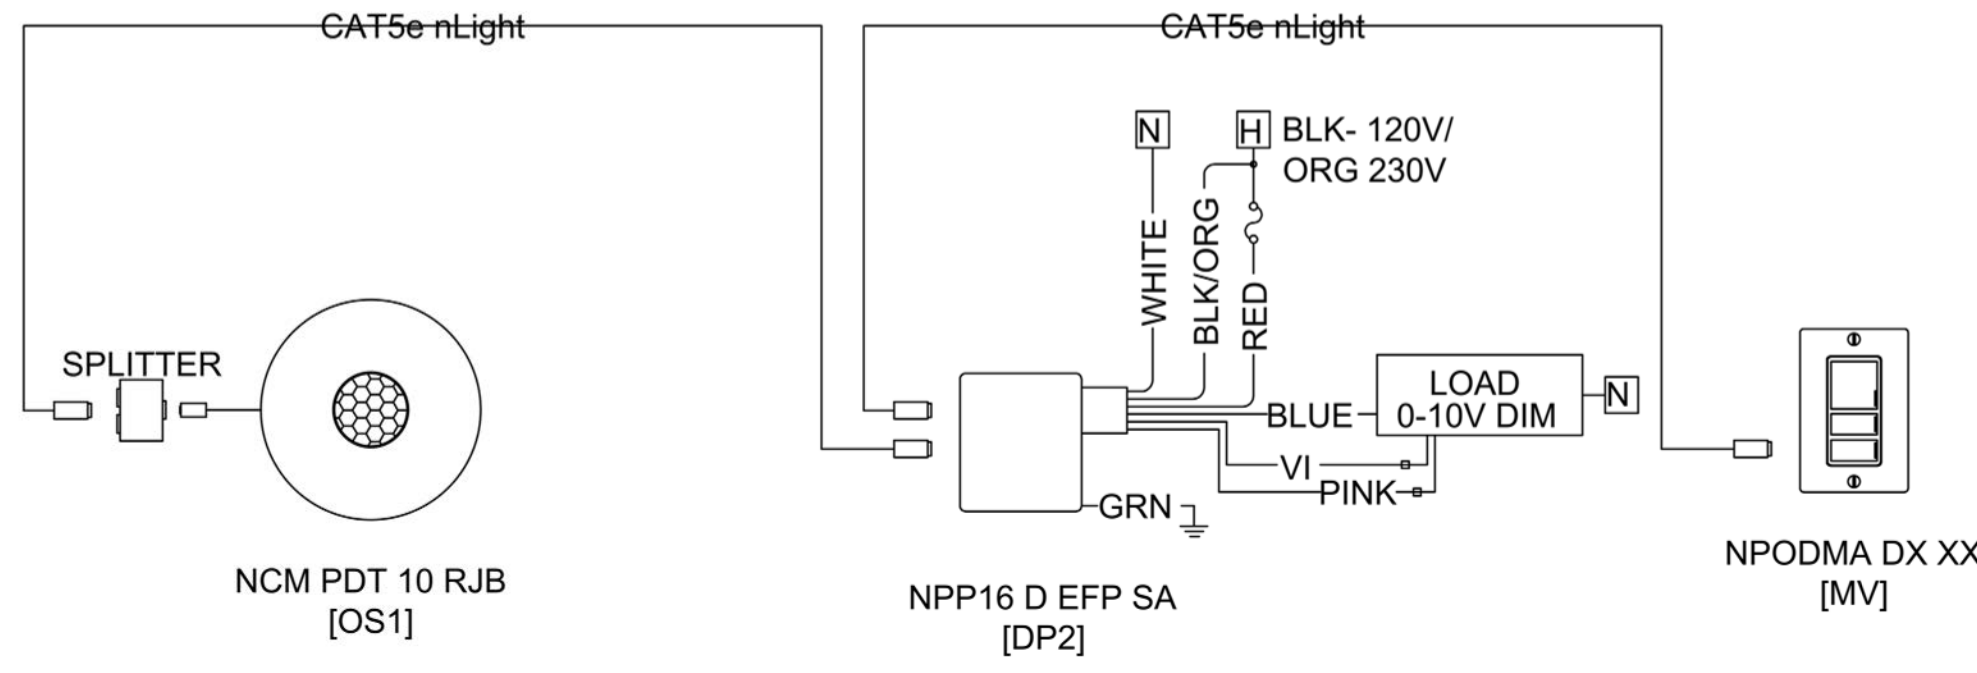 CAT5e nLight
CAT5e nLight
N
H
BLK- 120V/
ORG 230V
WHITE
BLK/ORG
RED
SPLITTER
LOAD
0-10V DIM
N
BLUE
VI
PINK
GRN
NCM PDT 10 RJB
[OS1]
NPP16 D EFP SA
[DP2]
NPODMA DX XX
[MV]